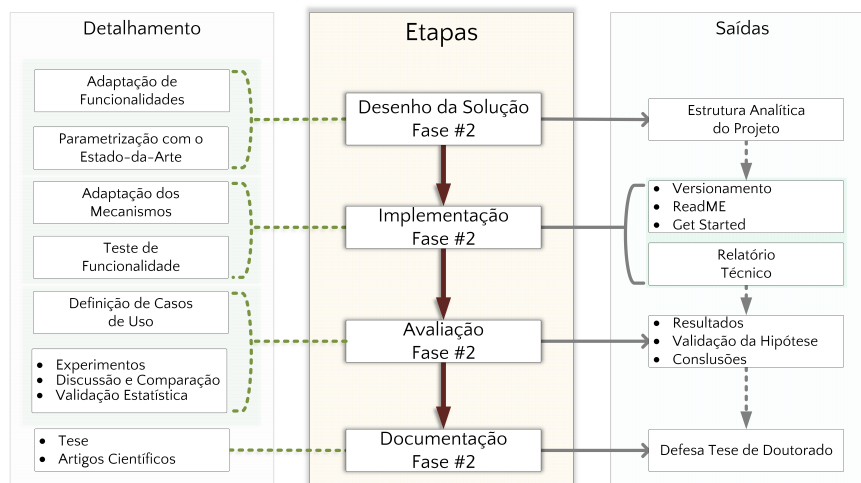 Detalhamento
Adaptação de
Funcionalidades
Parametrização com o
Estado-da-Arte
Adaptação dos
Mecanismos
Teste de
Funcionalidade
Definição de Casos
de Uso
• Experimentos
• Discussão e Comparação
• Validação Estatística
• Tese
• Artigos Científicos
Etapas
Desenho da Solução
Fase #2
Implementação
Fase #2
Avaliação
Fase #2
Documentação
Fase #2
Saídas
Estrutura Analítica
do Projeto
• Versionamento
• ReadME
• Get Started
Relatório
Técnico
• Resultados
• Validação da Hipótese
• Conslusões
Defesa Tese de Doutorado